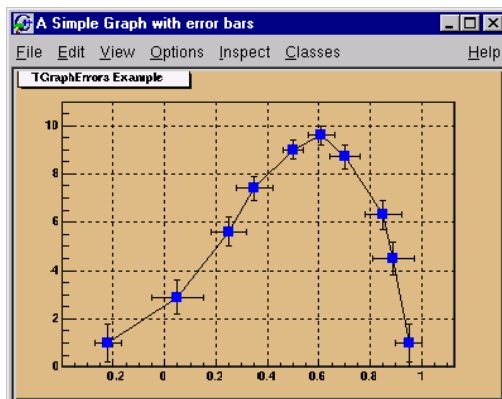 A Simple Graph with error bars
File Edit View Options Inspect Classes Help
TGraphErrors Example
10
8
6
4
2
0
0.2 0 0.2 0.4 0.6 0.8 1